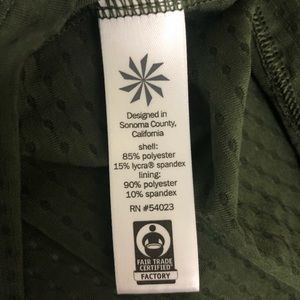 Designed in
Sonoma County,
California
shell:
85% polyester
15% lycra® spandex
lining:
90% polyester
10% spandex
RN #54023
FAIR TRADE
CERTIFIED
FACTORY